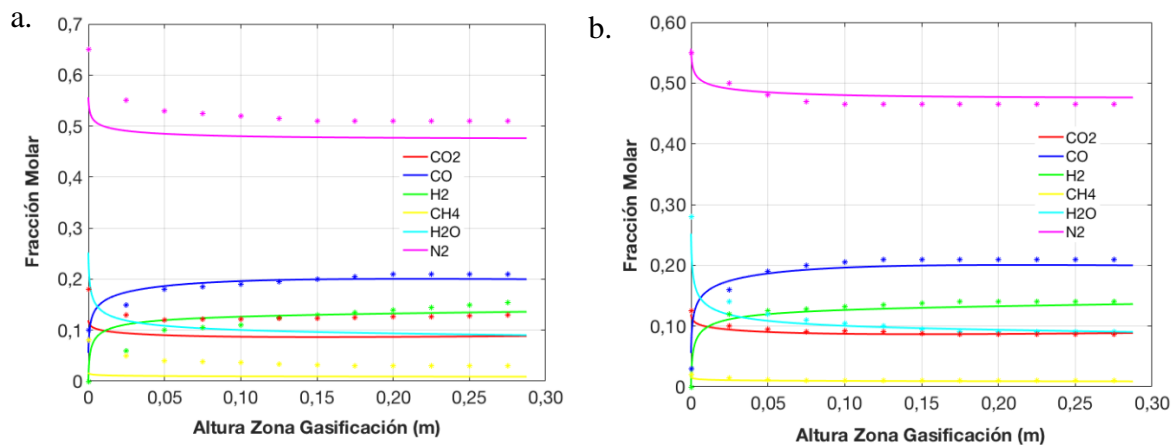 a.
0,7
0,6
0,5
0,4
0,3
0,2
0,1
0
Fracción Molar
CO2
CO
H2
CH4
H2O
N2
0
0,05
0,10
0,15
0,20
0,25
0,30
Altura Zona Gasificación (m)
b.
0,60
0,50
0,40
0,30
0,20
0,10
0
Fracción Molar
CO2
CO
H2
CH4
H2O
N2
0
0,05
0,10
0,15
0,20
0,25
0,30
Altura Zona Gasificación (m)